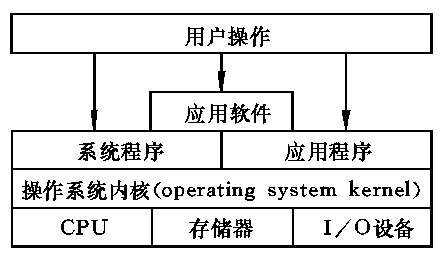 用户操作
应用软件
系统程序 应用程序
操作系统内核(operating system kernel)
CPU 存储器 I/O设备